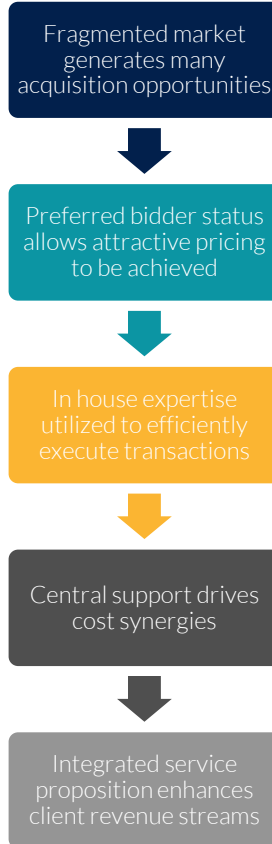 Fragmented market
generates many
acquisition opportunities
Preferred bidder status
allows attractive pricing
to be achieved
In house expertise
utilized to efficiently
execute transactions
Central support drives
cost synergies
Integrated service
proposition enhances
client revenue streams